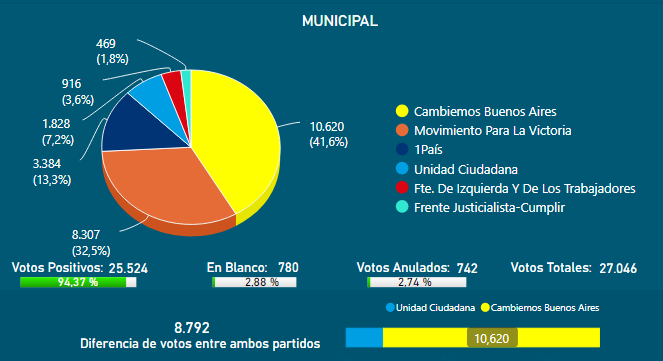 MUNICIPAL
469
(1,8%)
916
(3,6%)
1.828
(7,2%)
3.384
(13,3%)
8.307
(32,5%)
10.620
(41,6%)
Cambiemos Buenos Aires
Movimiento Para La Victoria
1País
Unidad Ciudadana
Fte. De Izquierda Y De Los Trabajadores
Frente Justicialista-Cumplir
Votos Positivos: 25.524
94,37 %
En Blanco: 780
2,88 %
Votos Anulados: 742
2,74 %
Votos Totales: 27.046
Unidad Ciudadana
Cambiemos Buenos Aires
8.792
Diferencia de votos entre ambos partidos
10,620